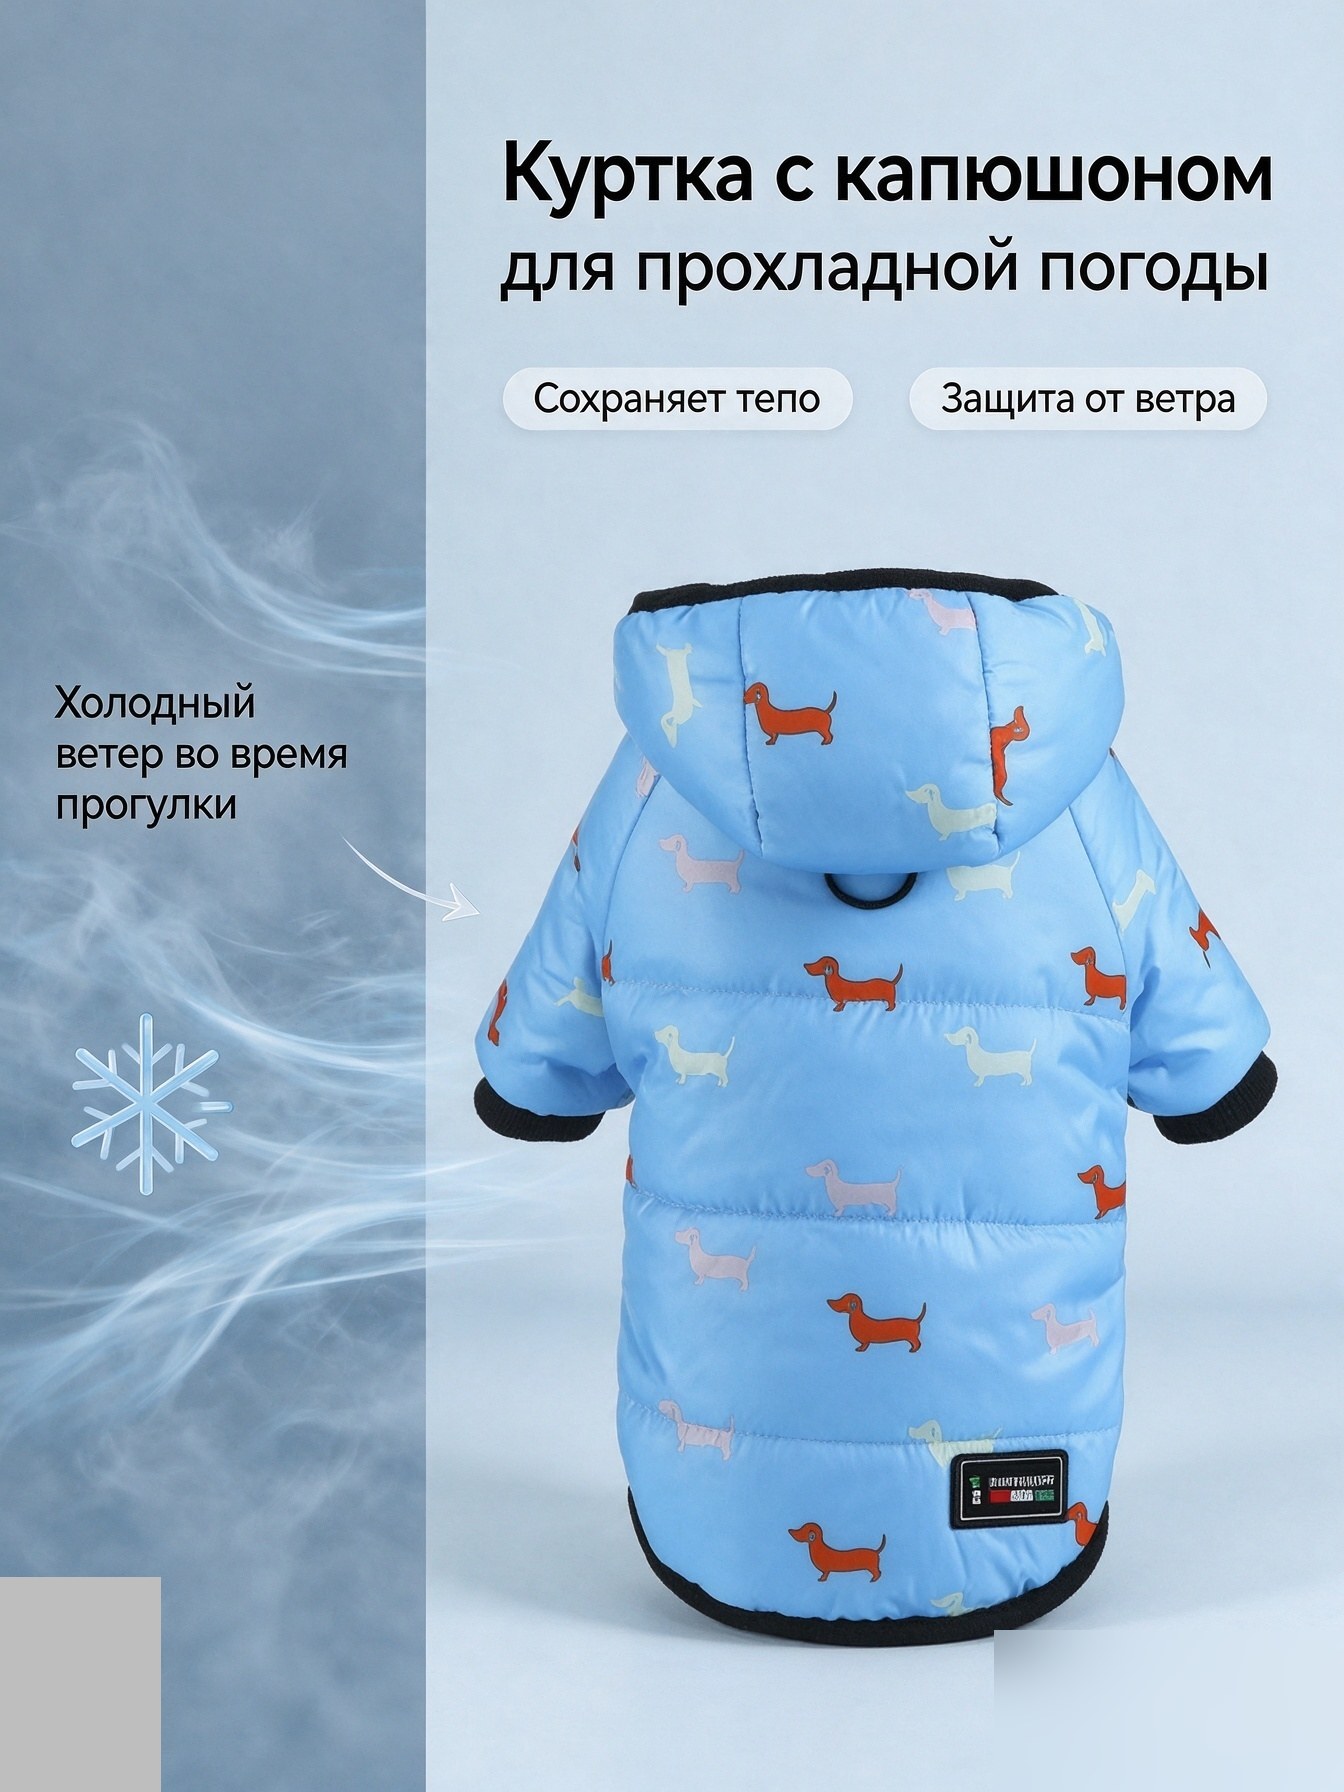 Куртка с капюшоном
для прохладной погоды
Сохраняет тепо
Защита от ветра
Холодный
ветер во время
прогулки